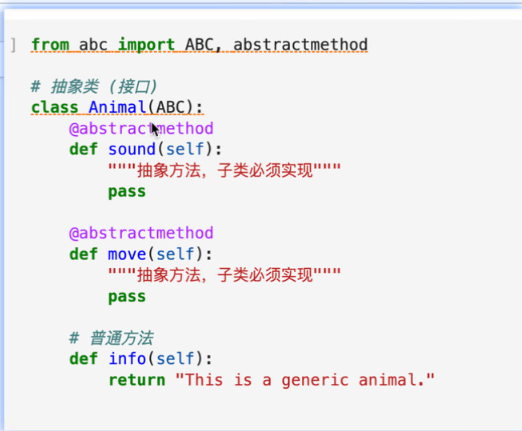 ]
from abc import ABC, abstractmethod
# 抽象类 (接口)
class Animal(ABC):
    @abstractmethod
    def sound(self):
        """抽象方法，子类必须实现"""
        pass
    @abstractmethod
    def move(self):
        """抽象方法，子类必须实现"""
        pass
    # 普通方法
    def info(self):
        return "This is a generic animal."